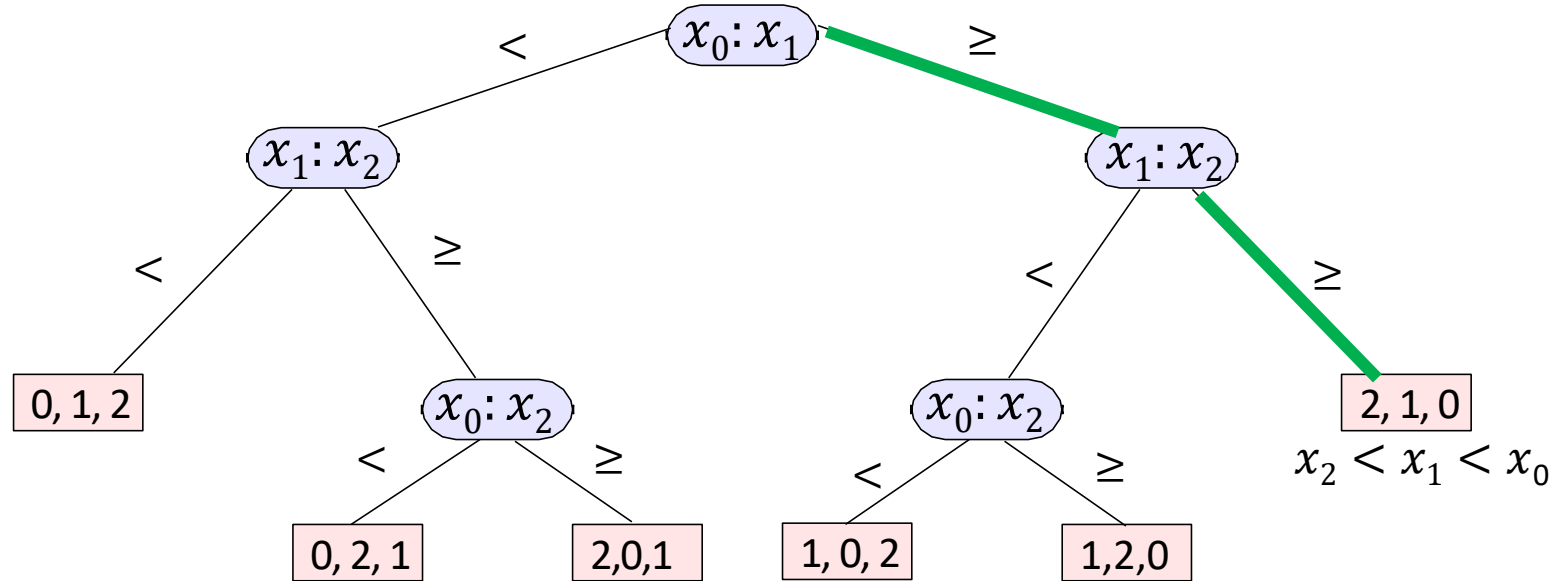 x₀: x₁
< ≥
x₁: x₂ x₁: x₂
< ≥ < ≥
0, 1, 2 x₀: x₂ x₀: x₂ 2, 1, 0
x₂ < x₁ < x₀
< ≥ < ≥
0, 2, 1 2,0,1 1, 0, 2 1,2,0